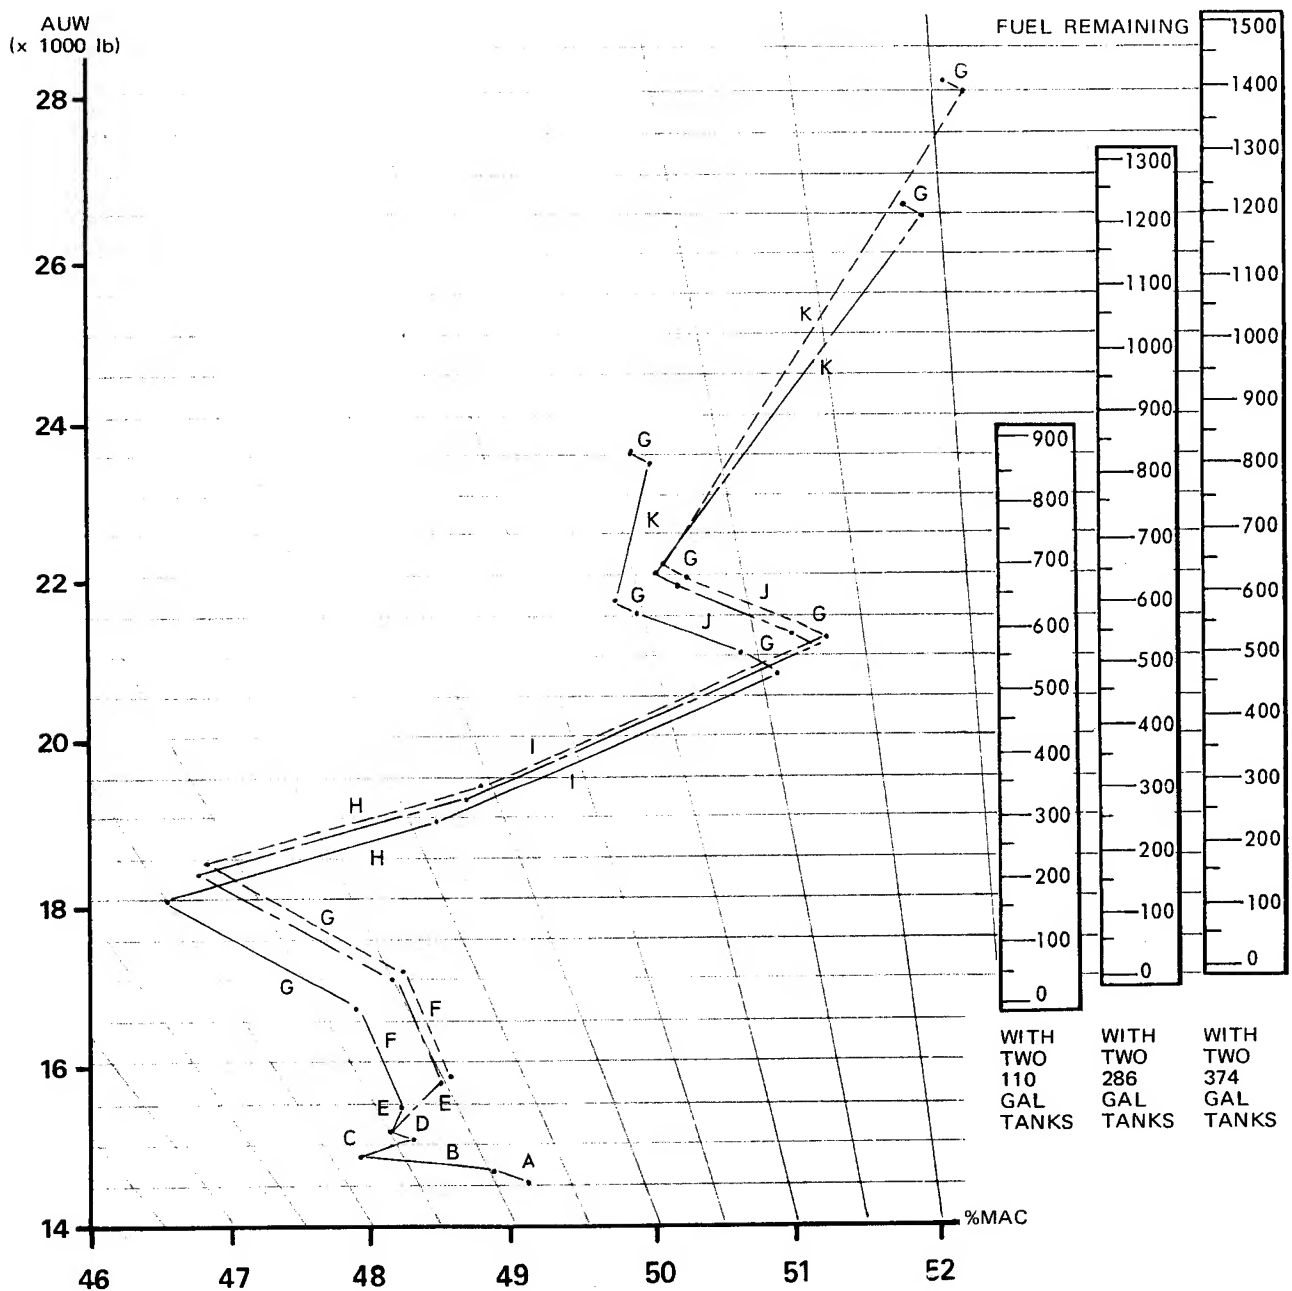 AUW
(x 1000 lb)
FUEL REMAINING
1500
1400
1300
1200
1100
1000
900
800
700
600
500
400
300
200
100
0
1300
1200
1100
1000
900
800
700
600
500
400
300
200
100
0
900
800
700
600
500
400
300
200
100
0
28
26
24
22
20
18
16
14
G
G
K
K
G
K
G
J
G
J
G
G
I
I
H
H
G
G
F
F
E
E
D
C
B
A
WITH TWO 110 GAL TANKS
WITH TWO 286 GAL TANKS
WITH TWO 374 GAL TANKS
%MAC
46 47 48 49 50 51 52